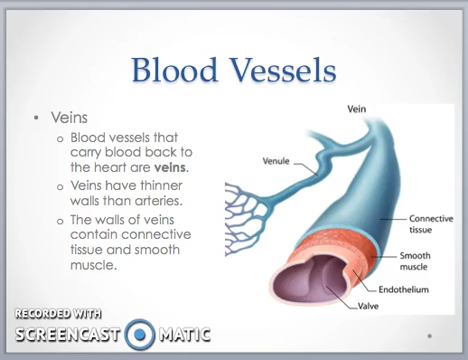 Blood Vessels
• Veins
o Blood vessels that
carry blood back to
the heart are veins.
o Veins have thinner
walls than arteries.
o The walls of veins
contain connective
tissue and smooth
muscle.
Vein
Venule
Connective
tissue
Smooth
muscle
Endothelium
Valve
RECORDED WITH
SCREENCAST MATIC